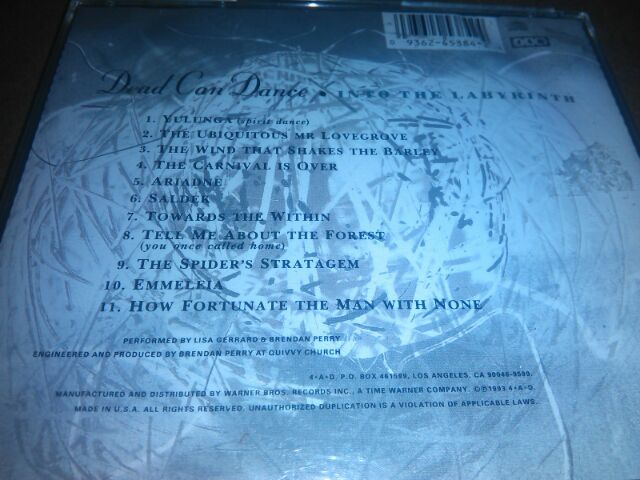 9362-45384-
Dead Can Dance • INTO THE LABYRINTH
1. YULUNGA (spirit dance)
2. THE UBIQUITOUS MR LOVEGROVE
3. THE WIND THAT SHAKES THE BARLEY
4. THE CARNIVAL IS OVER
5. ARIADNE
6. SALDEK
7. TOWARDS THE WITHIN
8. TELL ME ABOUT THE FOREST
(you once called home)
9. THE SPIDER'S STRATAGEM
10. EMMELEIA
11. HOW FORTUNATE THE MAN WITH NONE
PERFORMED BY LISA GERRARD & BRENDAN PERRY
ENGINEERED AND PRODUCED BY BRENDAN PERRY AT QUIVVY CHURCH
4•A•D, P.O. BOX 461599, LOS ANGELES, CA 90046-9599.
MANUFACTURED AND DISTRIBUTED BY WARNER BROS. RECORDS INC., A TIME WARNER COMPANY. ©℗1993 4•A•D.
MADE IN U.S.A. ALL RIGHTS RESERVED. UNAUTHORIZED DUPLICATION IS A VIOLATION OF APPLICABLE LAWS.